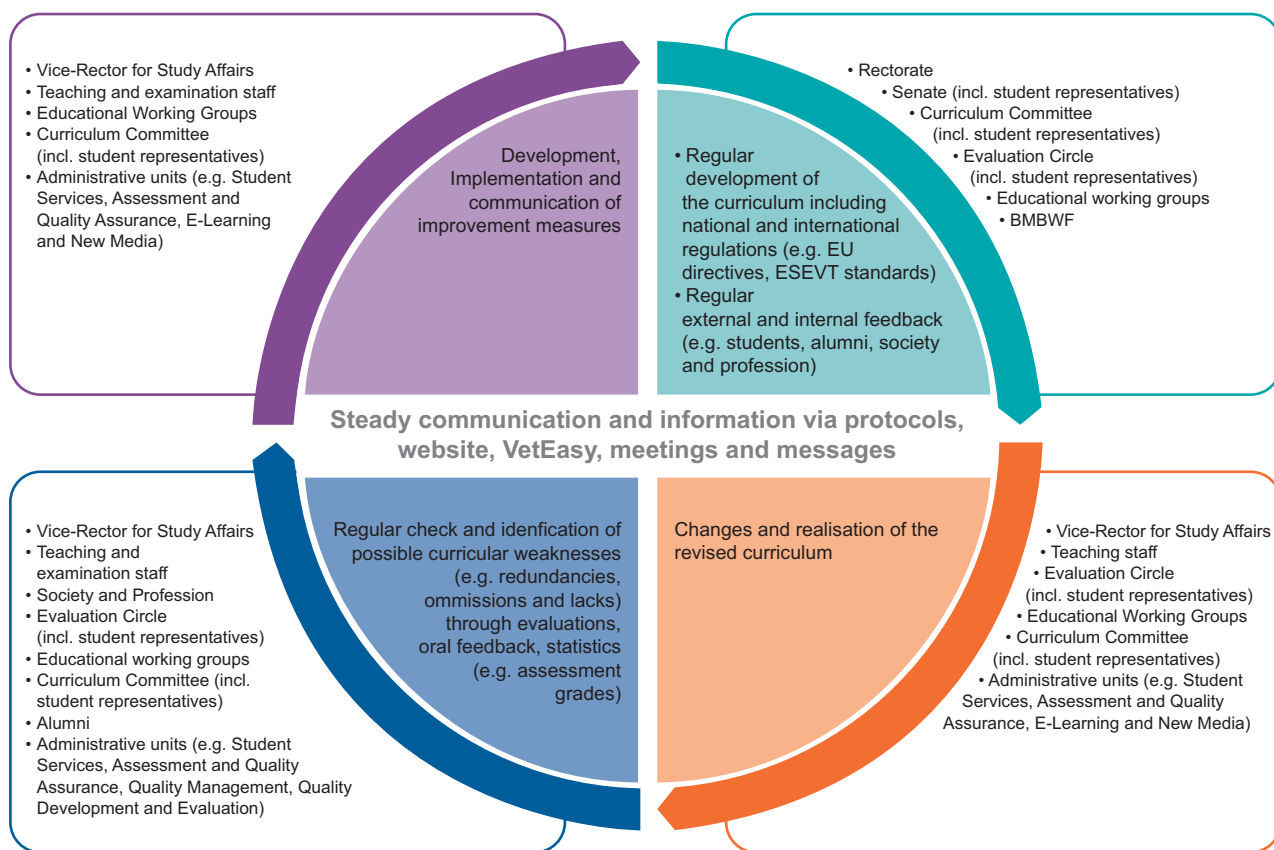 • Vice-Rector for Study Affairs
• Teaching and examination staff
• Educational Working Groups
• Curriculum Committee
(incl. student representatives)
• Administrative units (e.g. Student
Services, Assessment and
Quality Assurance, E-Learning
and New Media)
Development,
Implementation and
communication of
improvement measures
• Regular
development of
the curriculum including
national and international
regulations (e.g. EU
directives, ESEVT standards)
• Regular
external and internal feedback
(e.g. students, alumni, society
and profession)
• Rectorate
• Senate (incl. student representatives)
• Curriculum Committee
(incl. student representatives)
• Evaluation Circle
(incl. student representatives)
• Educational working groups
• BMBWF
Steady communication and information via protocols,
website, VetEasy, meetings and messages
• Vice-Rector for Study Affairs
• Teaching and
examination staff
• Society and Profession
• Evaluation Circle
(incl. student representatives)
• Educational working groups
• Curriculum Committee (incl.
student representatives)
• Alumni
• Administrative units (e.g. Student
Services, Assessment and Quality
Assurance, Quality Management, Quality
Development and Evaluation)
Regular check and idenfication of
possible curricular weaknesses
(e.g. redundancies,
ommissions and lacks)
through evaluations,
oral feedback, statistics
(e.g. assessment
grades)
Changes and realisation of the
revised curriculum
• Vice-Rector for Study Affairs
• Teaching staff
• Evaluation Circle
(incl. student representatives)
• Educational Working Groups
• Curriculum Committee
(incl. student representatives)
• Administrative units (e.g. Student
Services, Assessment and Quality
Assurance, E-Learning and New Media)